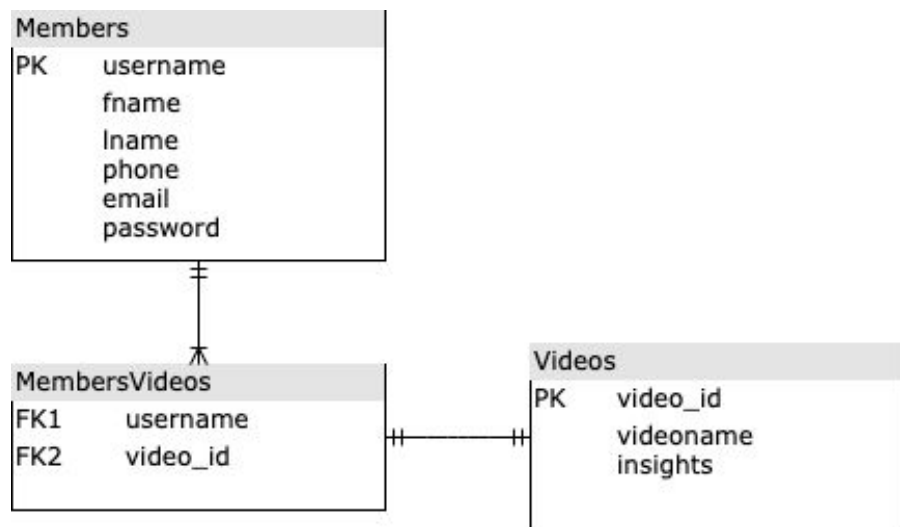 Members
PK username
fname
lname
phone
email
password
MembersVideos
FK1 username
FK2 video_id
Videos
PK video_id
videoname
insights